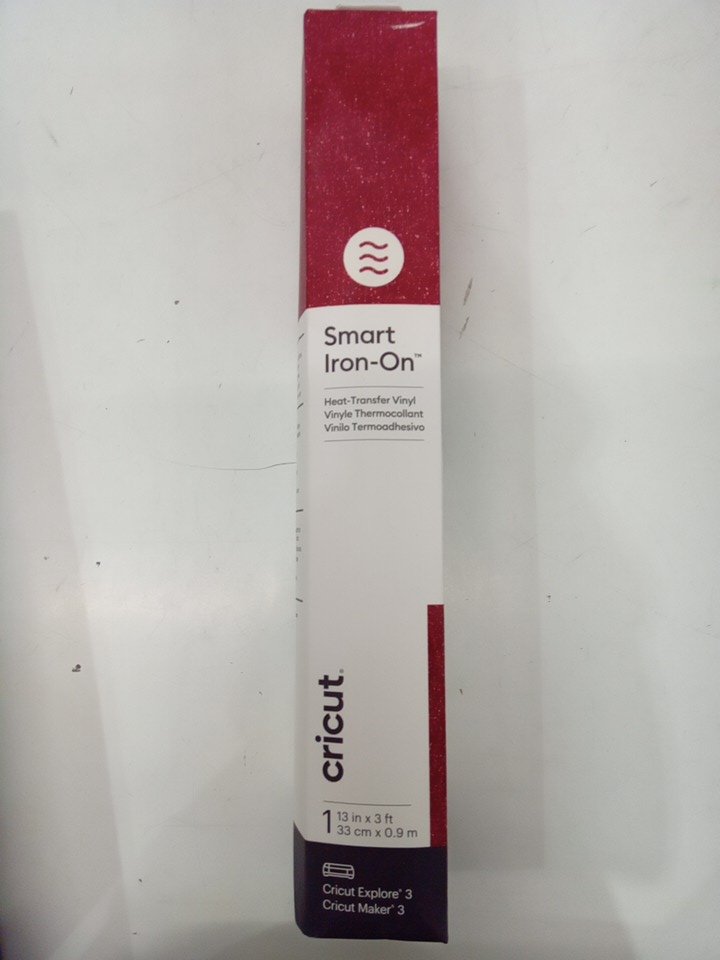 Smart
Iron-On™
Heat-Transfer Vinyl
Vinyle Thermocollant
Vinilo Termoadhesivo
cricut®
1 13 in x 3 ft
33 cm x 0.9 m
Cricut Explore® 3
Cricut Maker® 3